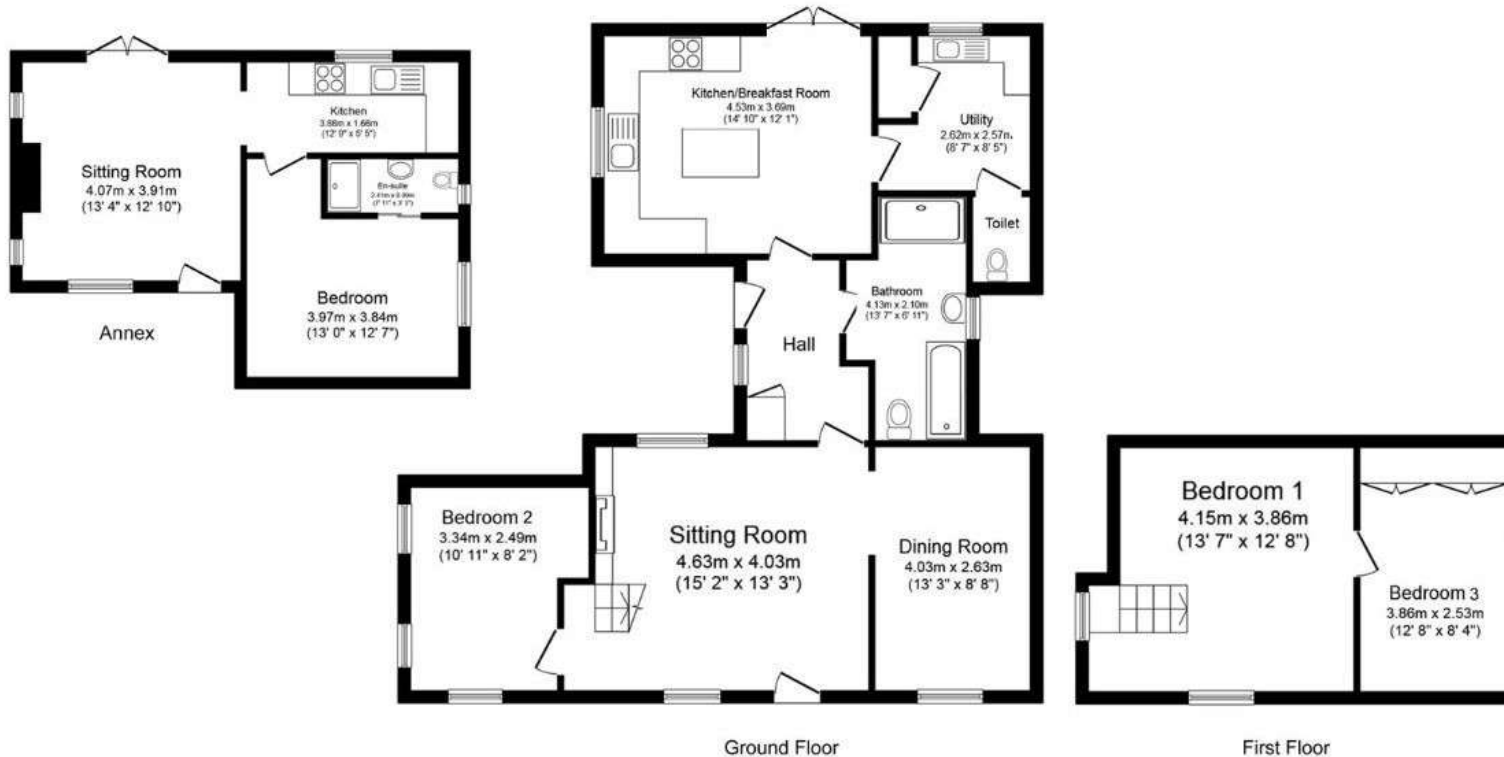 Sitting Room
4.07m x 3.91m
(13' 4" x 12' 10")
Kitchen
3.86m x 1.66m
(12' 9" x 5' 5")
En-suite
Bedroom
3.97m x 3.84m
(13' 0" x 12' 7")
Annex
Kitchen/Breakfast Room
4.53m x 3.69m
(14' 10" x 12' 1")
Utility
2.62m x 2.57m.
(8' 7" x 8' 5")
Toilet
Bathroom
4.13m x 2.10m
(13' 7" x 6' 11")
Hall
Bedroom 2
3.34m x 2.49m
(10' 11" x 8' 2")
Sitting Room
4.63m x 4.03m
(15' 2" x 13' 3")
Dining Room
4.03m x 2.63m
(13' 3" x 8' 8")
Ground Floor
Bedroom 1
4.15m x 3.86m
(13' 7" x 12' 8")
Bedroom 3
3.86m x 2.53m
(12' 8" x 8' 4")
First Floor